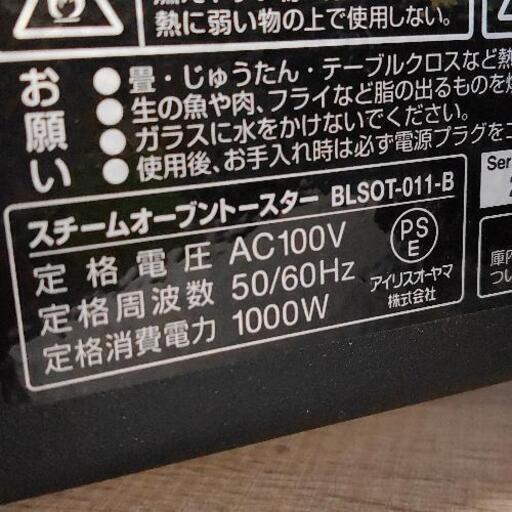 熱に弱い物の上で使用しない。
お願い
●畳・じゅうたん・テーブルクロスなど熱
●生の魚や肉、フライなど脂の出るものを焼
●ガラスに水をかけないでください。
●使用後、お手入れ時は必ず電源プラグをコ
Seri
スチームオーブントースター BLSOT-011-B
定格電圧 AC100V
定格周波数 50/60Hz
定格消費電力 1000W
PSE
アイリスオーヤマ
株式会社
庫内
つい